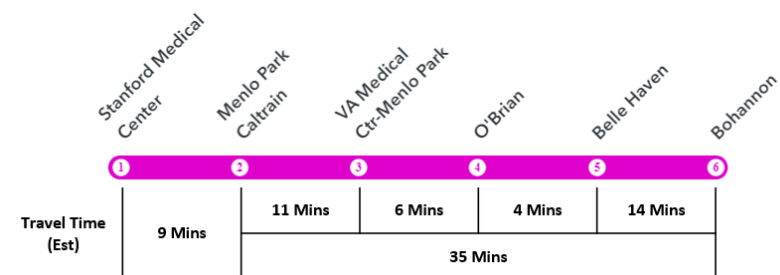 Stanford Medical
Center
Menlo Park
Caltrain
VA Medical
Ctr-Menlo Park
O'Brian
Belle Haven
Bohannon
1 2 3 4 5 6
Travel Time
(Est)
9 Mins
11 Mins
6 Mins
4 Mins
14 Mins
35 Mins